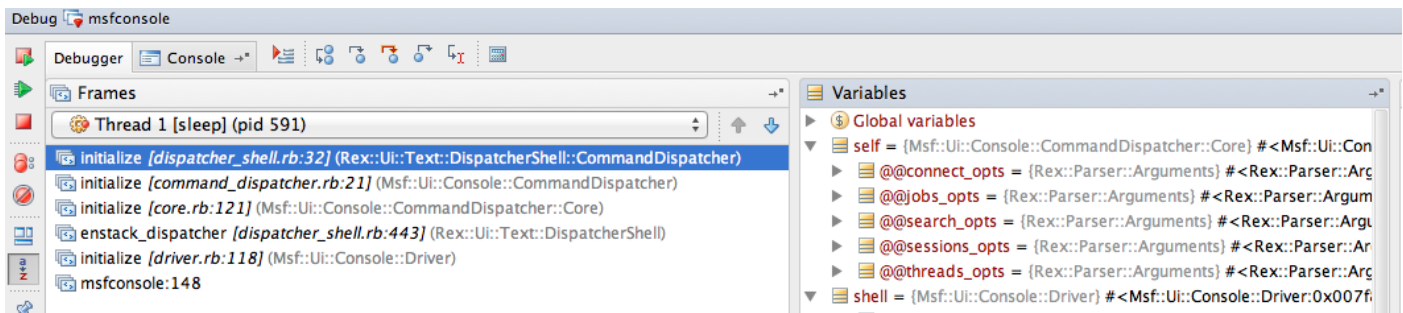 Debug msfconsole
Debugger Console
Frames
Thread 1 [sleep] (pid 591)
initialize [dispatcher_shell.rb:32] (Rex::Ui::Text::DispatcherShell::CommandDispatcher)
initialize [command_dispatcher.rb:21] (Msf::Ui::Console::CommandDispatcher)
initialize [core.rb:121] (Msf::Ui::Console::CommandDispatcher::Core)
enstack_dispatcher [dispatcher_shell.rb:443] (Rex::Ui::Text::DispatcherShell)
initialize [driver.rb:118] (Msf::Ui::Console::Driver)
msfconsole:148
Variables
Global variables
self = {Msf::Ui::Console::CommandDispatcher::Core} #<Msf::Ui::Con
@@connect_opts = {Rex::Parser::Arguments} #<Rex::Parser::Arg
@@jobs_opts = {Rex::Parser::Arguments} #<Rex::Parser::Argum
@@search_opts = {Rex::Parser::Arguments} #<Rex::Parser::Argu
@@sessions_opts = {Rex::Parser::Arguments} #<Rex::Parser::Ar
@@threads_opts = {Rex::Parser::Arguments} #<Rex::Parser::Arg
shell = {Msf::Ui::Console::Driver} #<Msf::Ui::Console::Driver:0x007f